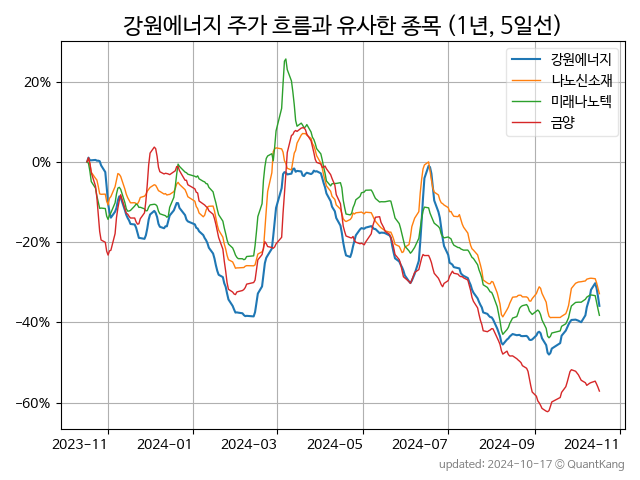 강원에너지 주가 흐름과 유사한 종목 (1년, 5일선)
강원에너지
나노신소재
미래나노텍
금양
20%
0%
−20%
−40%
−60%
2023-11 2024-01 2024-03 2024-05 2024-07 2024-09 2024-11
updated: 2024-10-17 © QuantKang